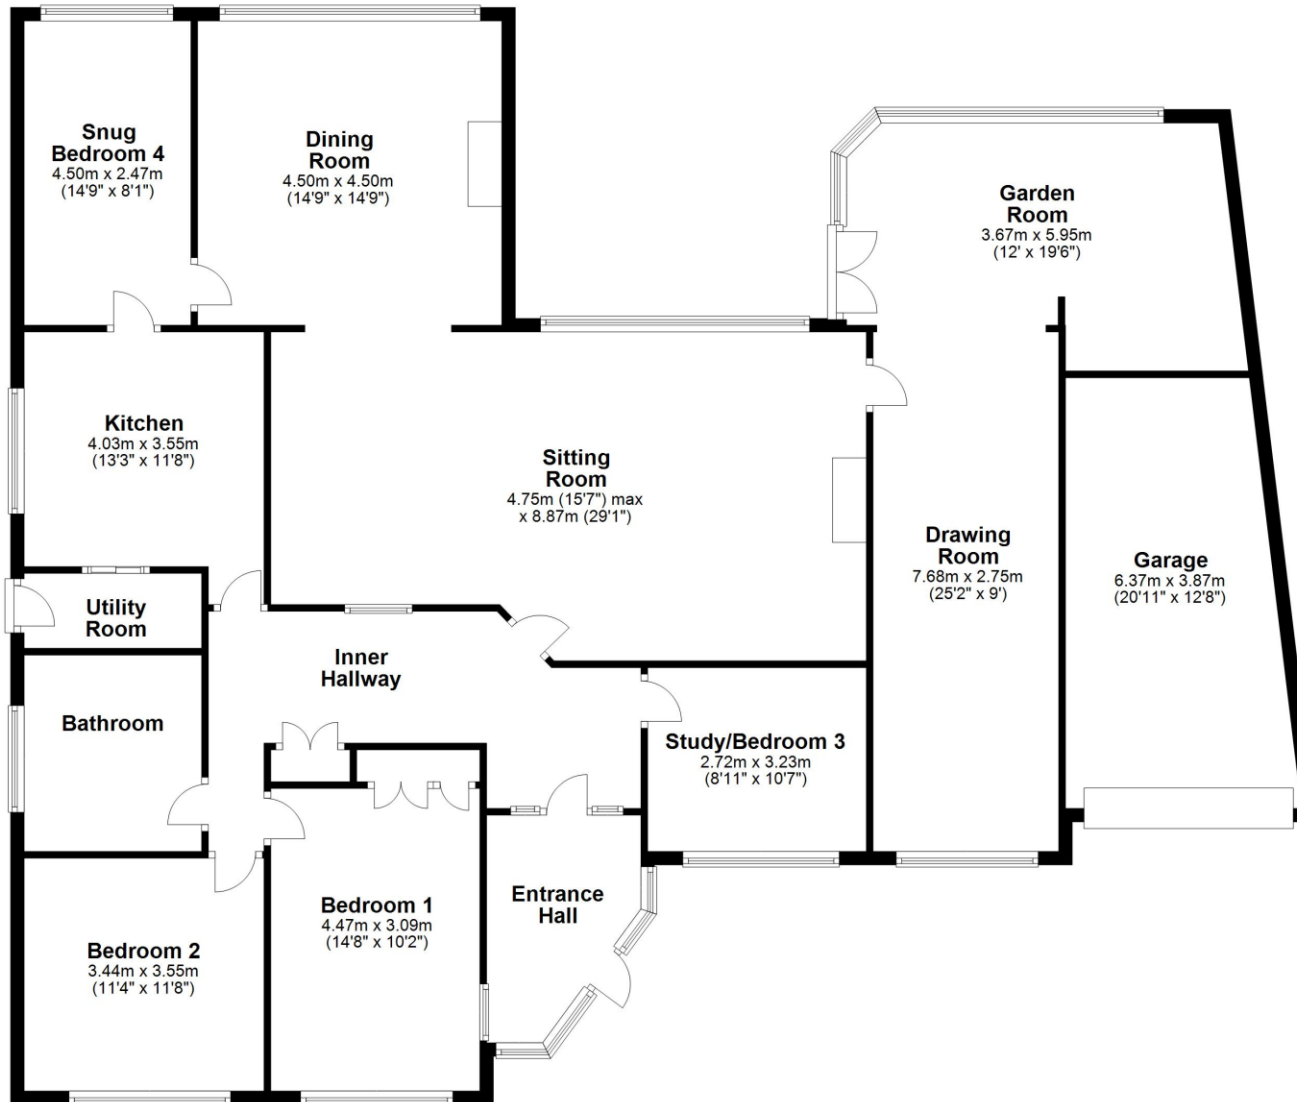 Snug
Bedroom 4
4.50m x 2.47m
(14'9" x 8'1")
Dining
Room
4.50m x 4.50m
(14'9" x 14'9")
Garden
Room
3.67m x 5.95m
(12' x 19'6")
Kitchen
4.03m x 3.55m
(13'3" x 11'8")
Sitting
Room
4.75m (15'7") max
x 8.87m (29'1")
Drawing
Room
7.68m x 2.75m
(25'2" x 9')
Garage
6.37m x 3.87m
(20'11" x 12'8")
Utility
Room
Inner
Hallway
Bathroom
Study/Bedroom 3
2.72m x 3.23m
(8'11" x 10'7")
Entrance
Hall
Bedroom 1
4.47m x 3.09m
(14'8" x 10'2")
Bedroom 2
3.44m x 3.55m
(11'4" x 11'8")